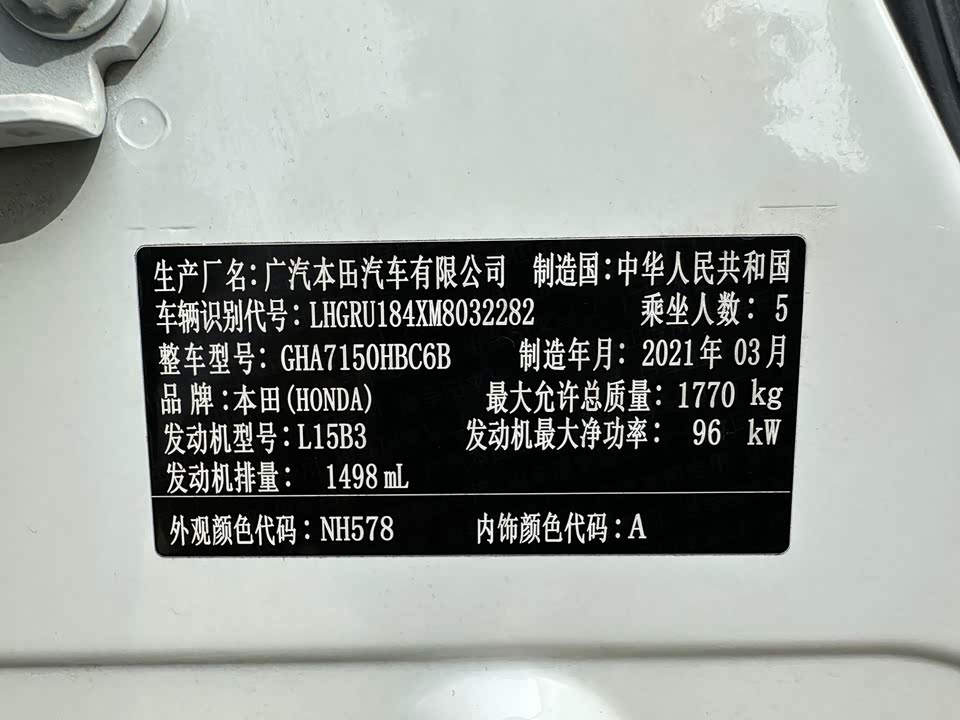 生产厂名：广汽本田汽车有限公司 制造国：中华人民共和国
车辆识别代号：LHGRU184XM8032282 乘坐人数：5
整车型号：GHA7150HBC6B 制造年月：2021年 03月
品牌：本田(HONDA) 最大允许总质量：1770 kg
发动机型号：L15B3 发动机最大净功率：96 kW
发动机排量：1498mL
外观颜色代码：NH578 内饰颜色代码：A